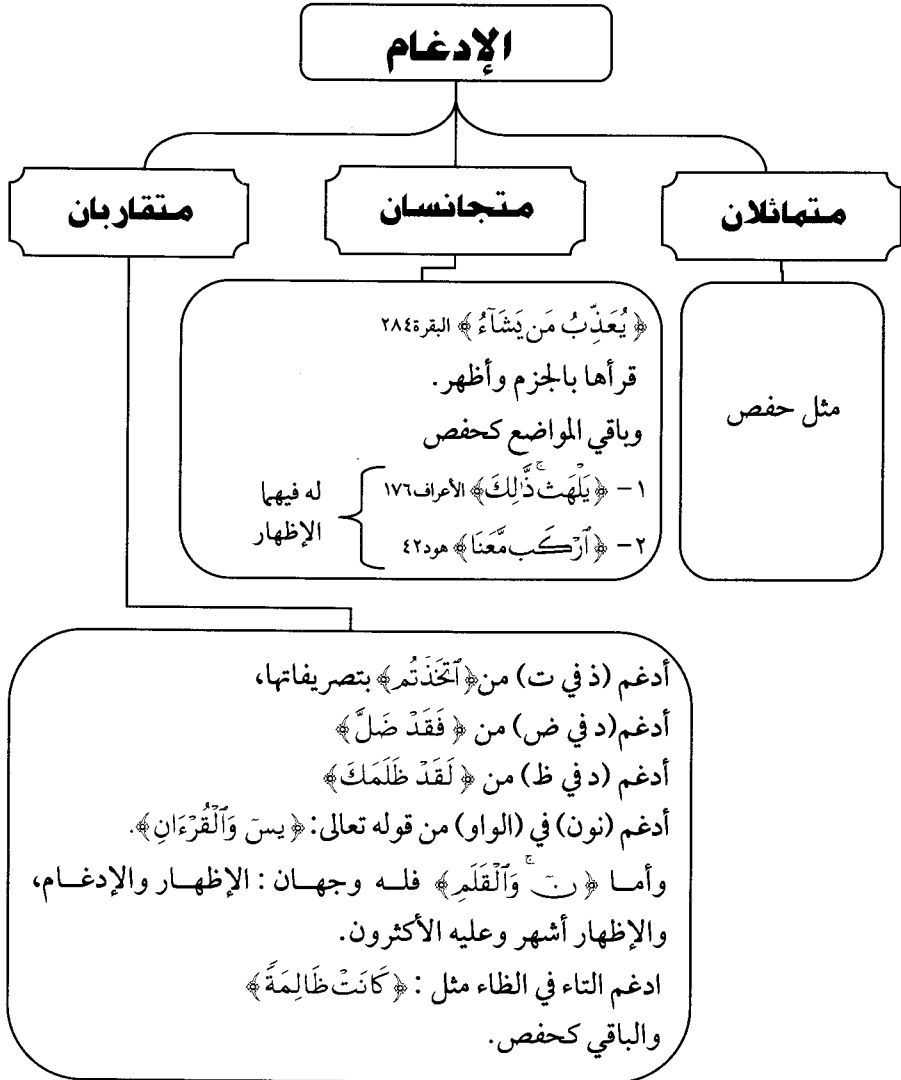 الإدغام
متماثلان
متجانسان
متقاربان
مثل حفص
﴿ يُعَذِّبُ مَن يَشَآءُ ﴾ البقرة٢٨٤
قرأها بالجزم وأظهر.
وباقي المواضع كحفص
١- ﴿يَلْهَث ۚ ذَّٰلِكَ﴾ الأعراف١٧٦
٢- ﴿ٱرْكَب مَّعَنَا﴾ هود٤٢
له فيهما
الإظهار
أدغم (ذ في ت) من ﴿ٱتَّخَذتُّم﴾ بتصريفاتها،
أدغم (د في ض) من ﴿ فَقَدْ ضَلَّ﴾
أدغم (د في ظ) من ﴿ لَقَدْ ظَلَمَكَ﴾
أدغم (نون) في (الواو) من قوله تعالى: ﴿ يسٓ وَٱلْقُرْءَانِ﴾.
وأما ﴿ نٓ ۚ وَٱلْقَلَمِ﴾ فله وجهان : الإظهار والإدغام،
والإظهار أشهر وعليه الأكثرون.
ادغم التاء في الظاء مثل : ﴿ كَانَتْ ظَالِمَةً﴾
والباقي كحفص.